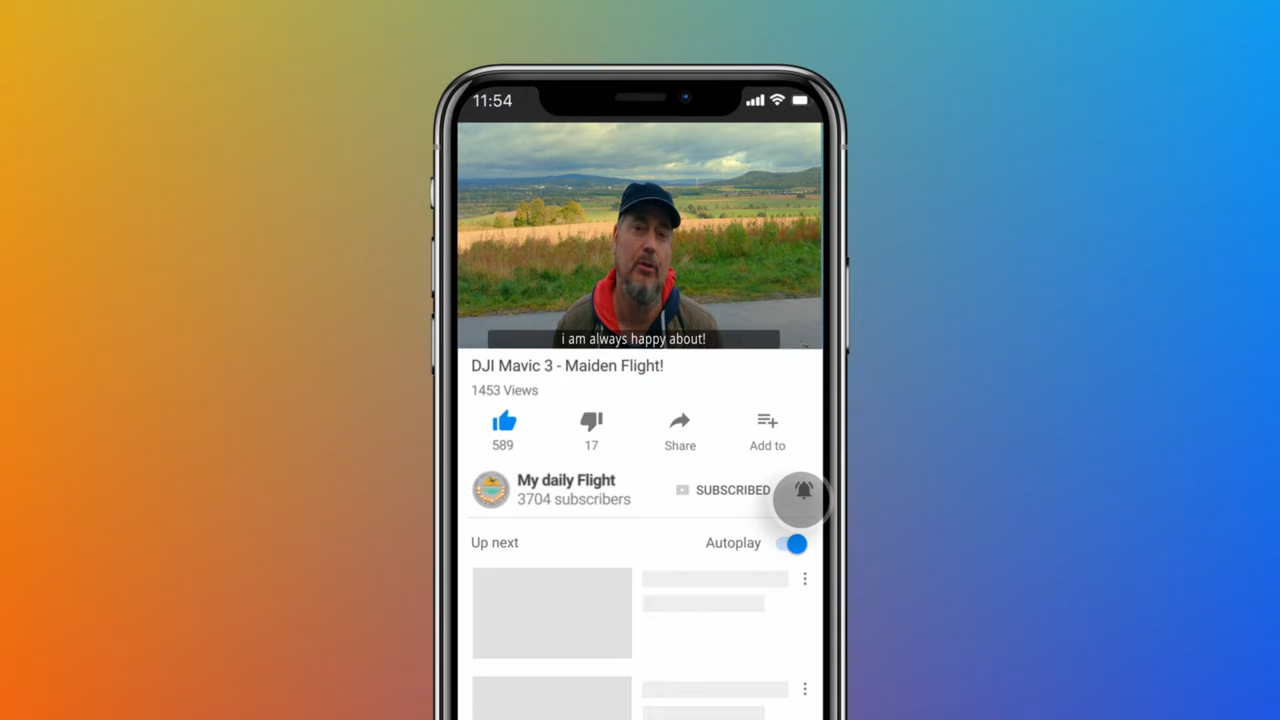 11:54
i am always happy about!
DJI Mavic 3 - Maiden Flight!
1453 Views
589
17
Share
Add to
My daily Flight
3704 subscribers
SUBSCRIBED
Up next
Autoplay